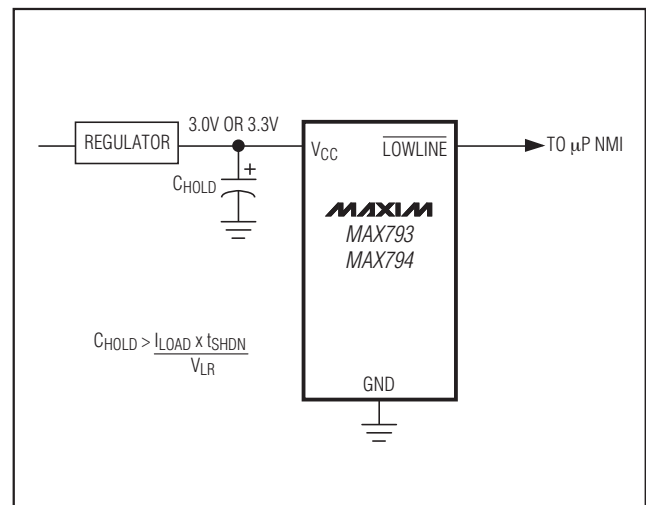 3.0V OR 3.3V
REGULATOR
VCC
LOWLINE
TO μP NMI
+
CHOLD
MAXIM
MAX793
MAX794
CHOLD > ILOAD x tSHDN
VLR
GND